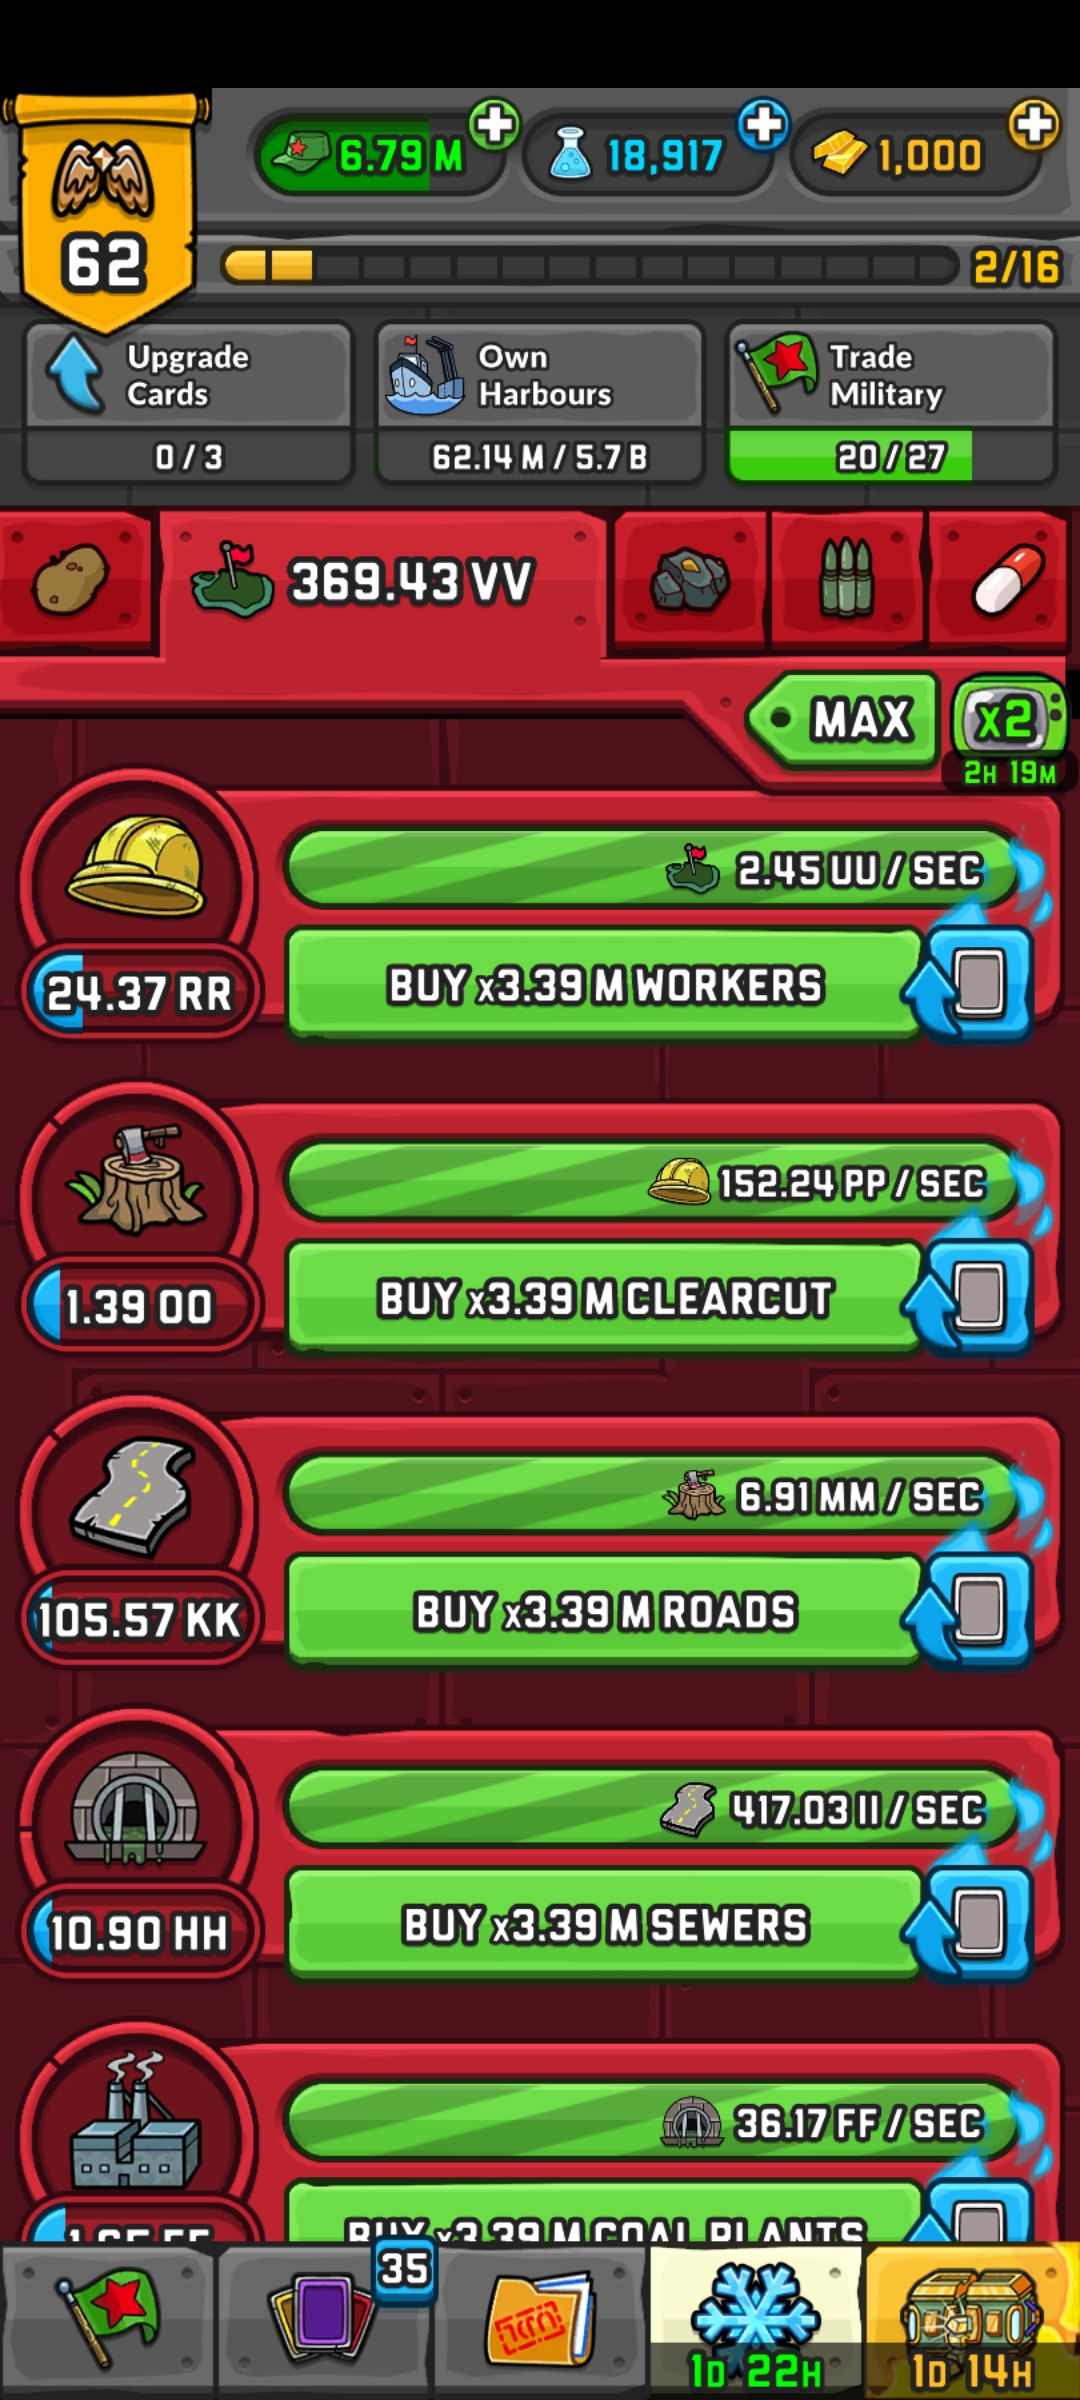 6.79 M
18,917
1,000
62
2/16
Upgrade
Cards
0 / 3
Own
Harbours
62.14 M / 5.7 B
Trade
Military
20 / 27
369.43 VV
MAX
x2
2H 19M
2.45 UU / SEC
24.37 RR
BUY x3.39 M WORKERS
152.24 PP / SEC
1.39 OO
BUY x3.39 M CLEARCUT
6.91 MM / SEC
105.57 KK
BUY x3.39 M ROADS
417.03 II / SEC
10.90 HH
BUY x3.39 M SEWERS
36.17 FF / SEC
BUY x3.39 M COAL PLANTS
35
1D 22H
1D 14H